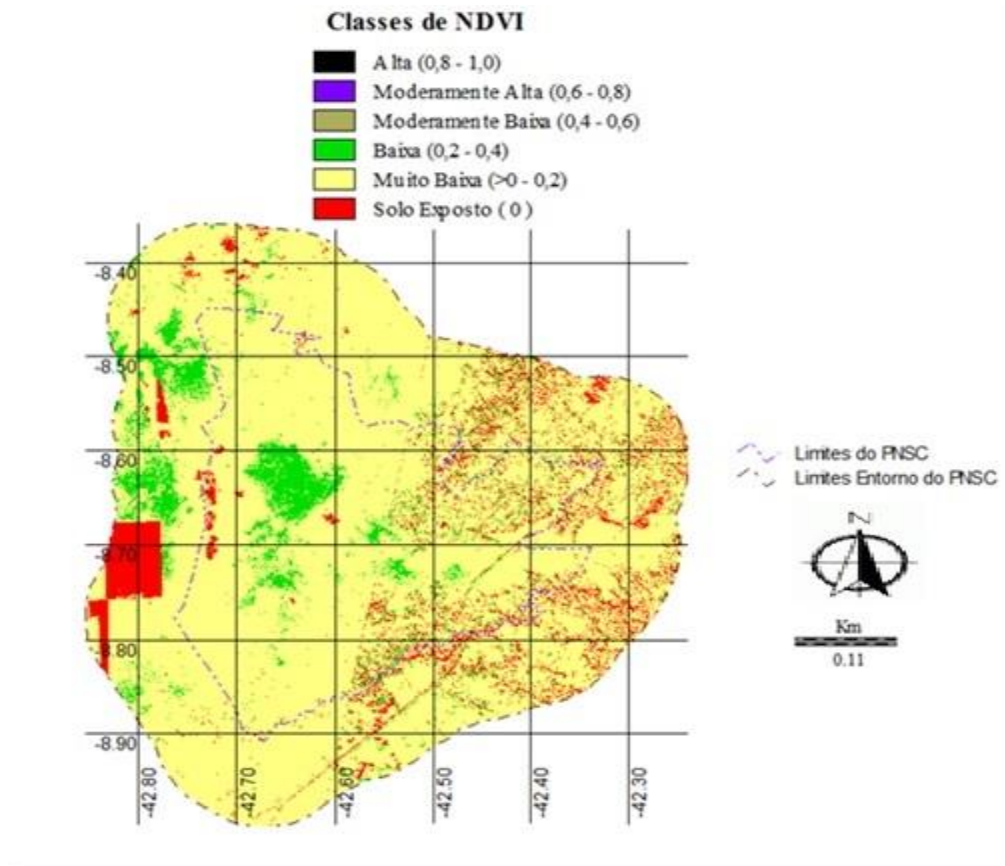 Classes de NDVI
Alta (0,8 - 1,0)
Moderamente Alta (0,6 - 0,8)
Moderamente Baixa (0,4 - 0,6)
Baixa (0,2 - 0,4)
Muito Baixa (>0 - 0,2)
Solo Exposto ( 0 )
-8.40
-8.50
-8.60
-8.70
-8.80
-8.90
-42.80
-42.70
-42.60
-42.50
-42.40
-42.30
Limites do PNSC
Limites Entorno do PNSC
N
Km
0.11